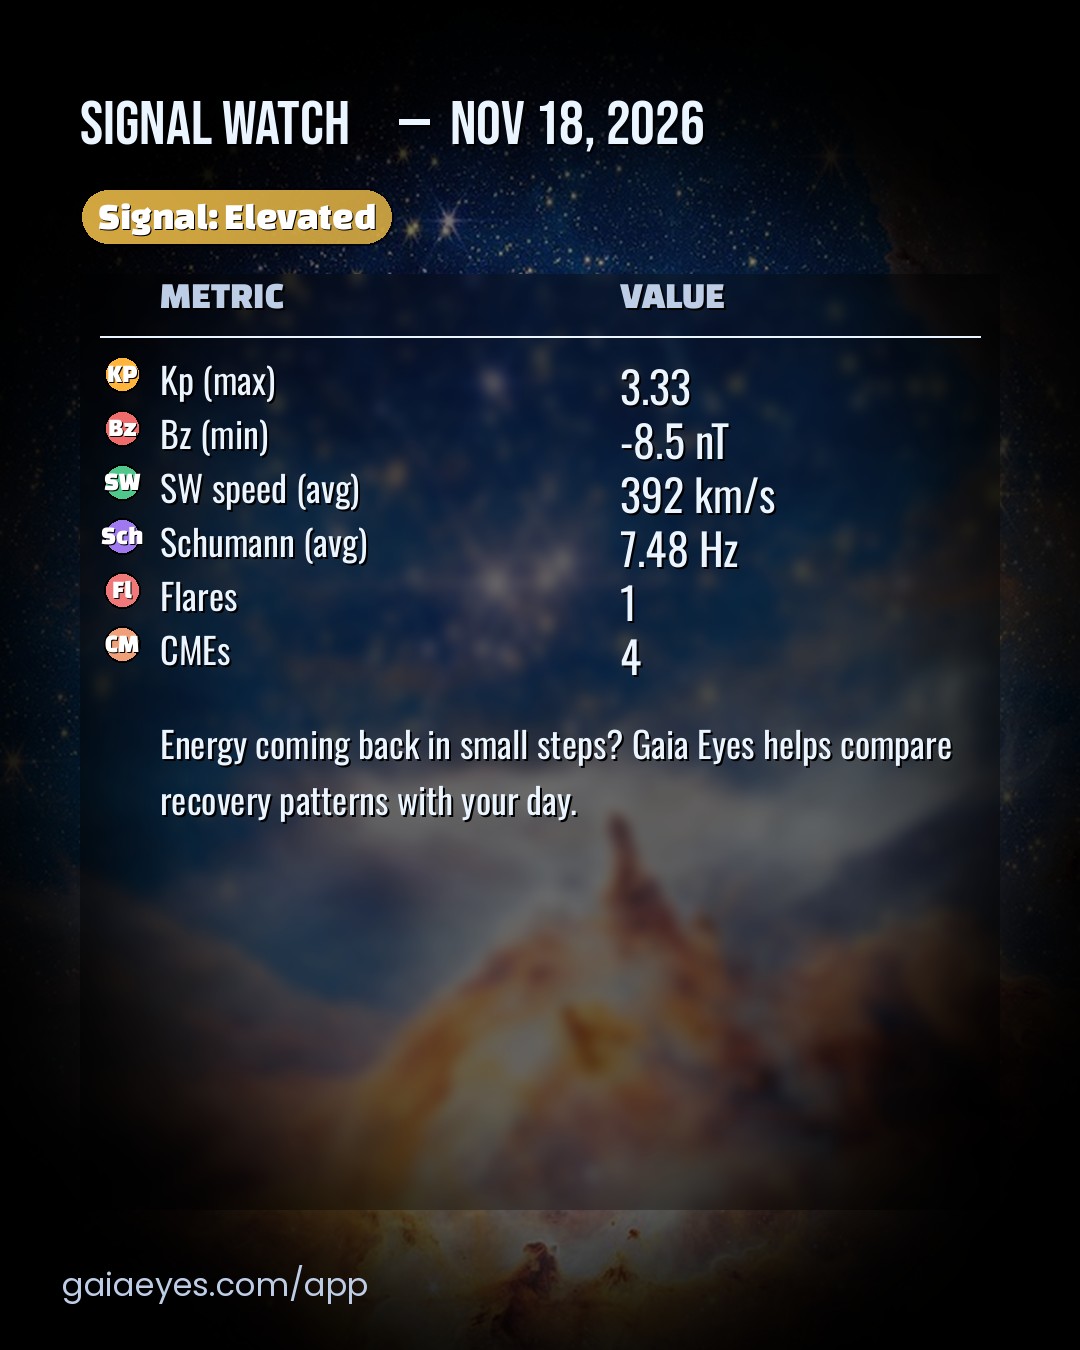 SIGNAL WATCH — NOV 18, 2026
Signal: Elevated
METRIC VALUE
KP Kp (max) 3.33
Bz Bz (min) -8.5 nT
SW SW speed (avg) 392 km/s
Sch Schumann (avg) 7.48 Hz
Fl Flares 1
CM CMEs 4
Energy coming back in small steps? Gaia Eyes helps compare
recovery patterns with your day.
gaiaeyes.com/app